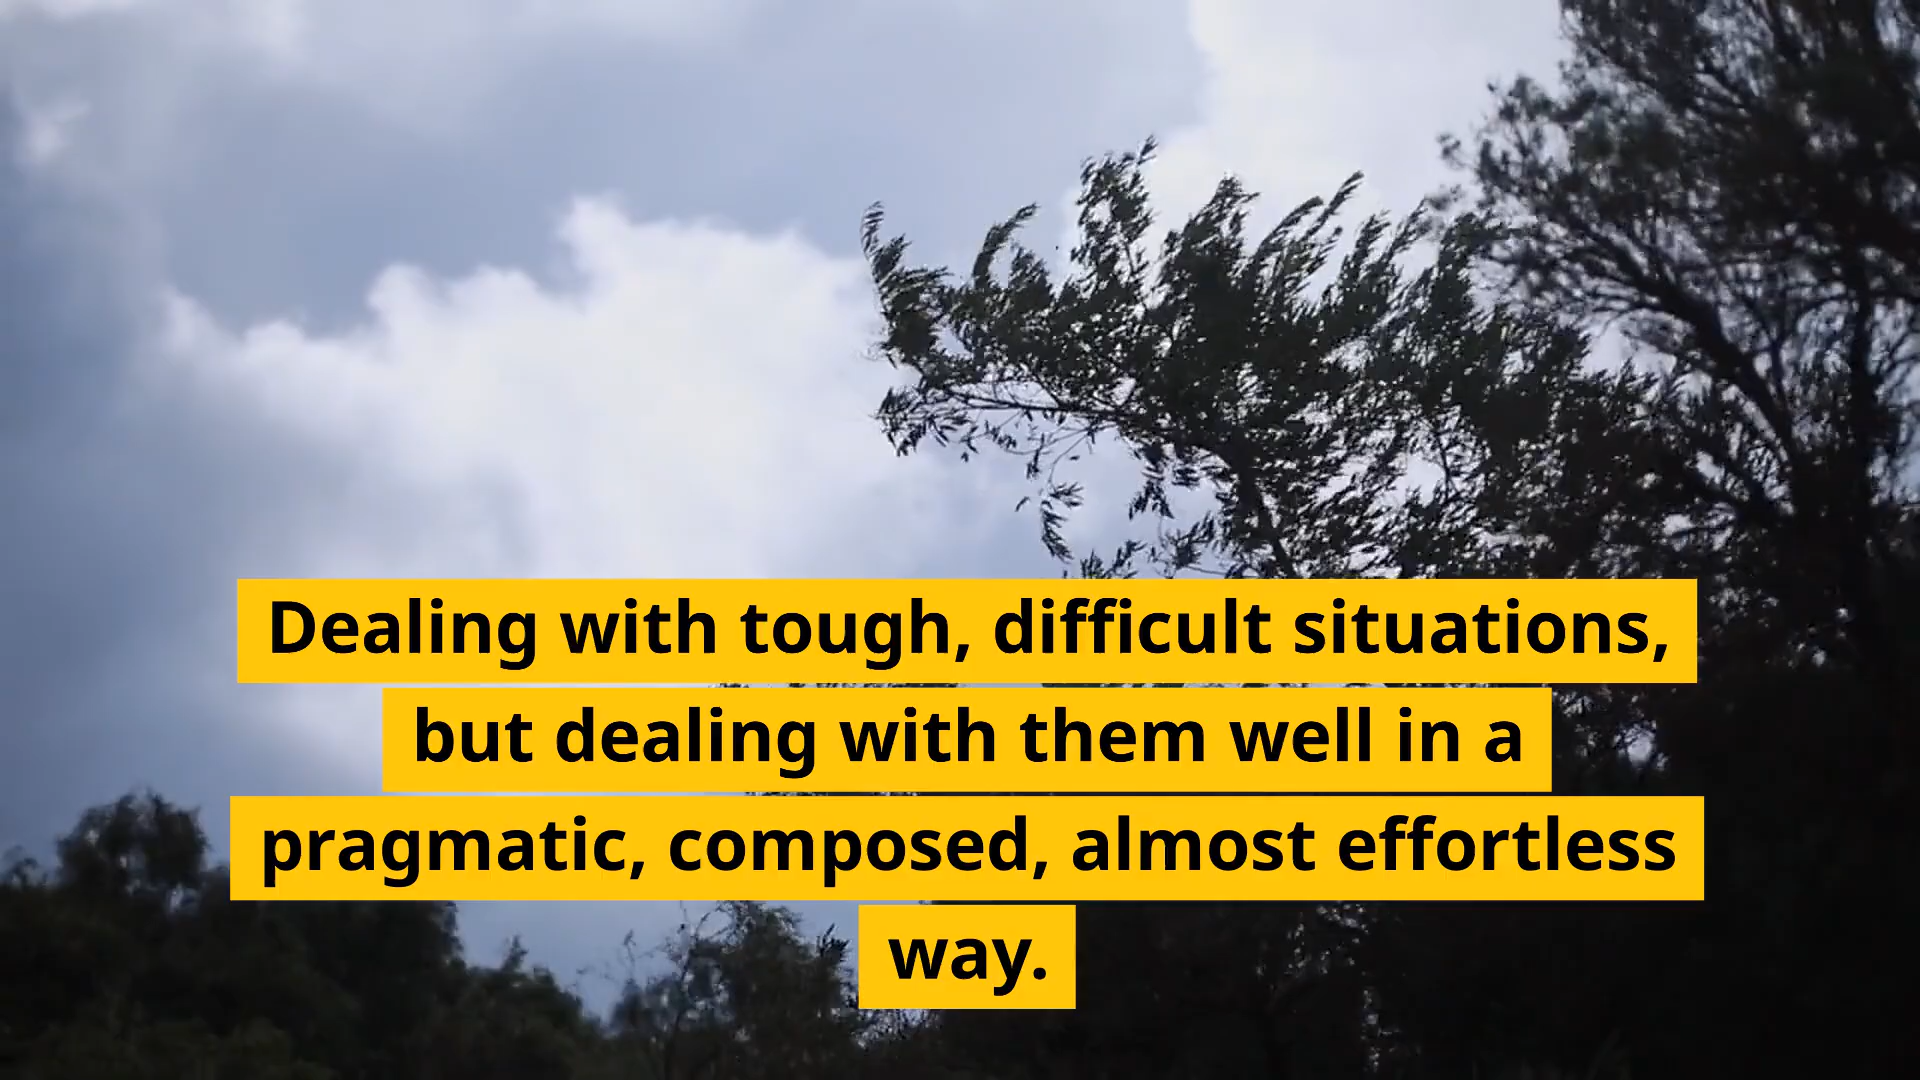 Dealing with tough, difficult situations,
but dealing with them well in a
pragmatic, composed, almost effortless
way.